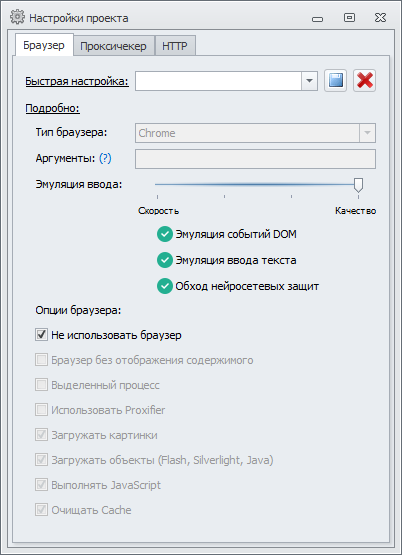 Настройки проекта
Браузер Проксичекер HTTP
Быстрая настройка:
Подробно:
Тип браузера: Chrome
Аргументы: (?)
Эмуляция ввода:
Скорость Качество
Эмуляция событий DOM
Эмуляция ввода текста
Обход нейросетевых защит
Опции браузера:
Не использовать браузер
Браузер без отображения содержимого
Выделенный процесс
Использовать Proxifier
Загружать картинки
Загружать объекты (Flash, Silverlight, Java)
Выполнять JavaScript
Очищать Cache